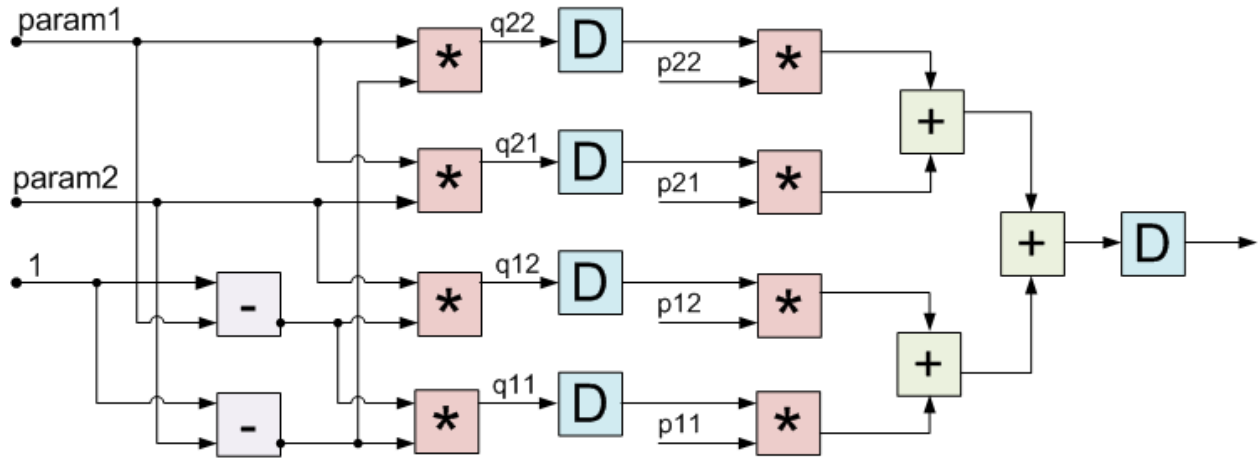 param1
q22
D
*
p22
*
+
q21
D
param2
*
p21
*
+
D
1
-
q12
D
*
p12
*
+
-
q11
D
*
p11
*